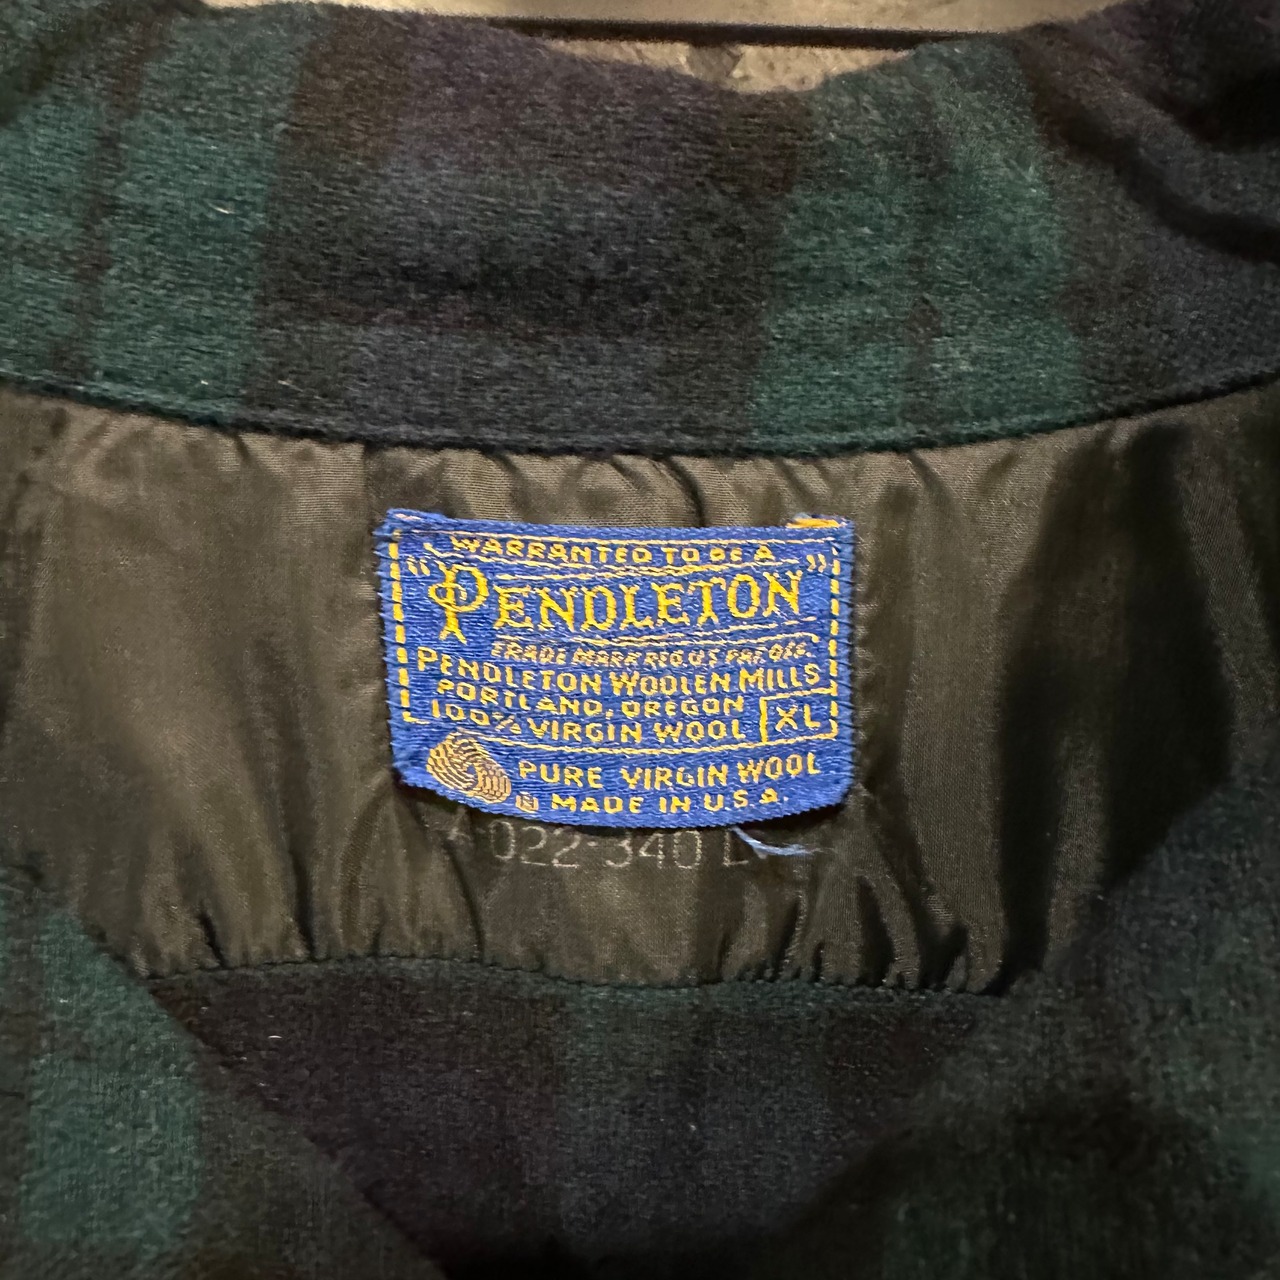 WARRANTED TO BE A
"PENDLETON"
TRADE MARK REG. U.S. PAT. OFF.
PENDLETON WOOLEN MILLS
PORTLAND, OREGON
100% VIRGIN WOOL XL
PURE VIRGIN WOOL
® MADE IN U.S.A.
022-340